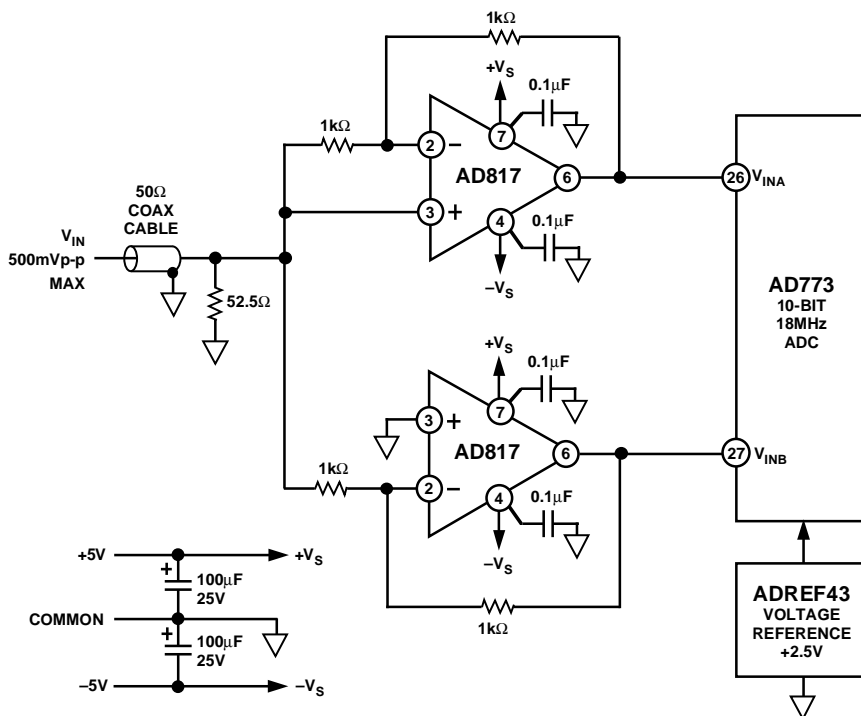 1kΩ
+VS
0.1µF
1kΩ
2
–
7
AD817
6
26
VINA
50Ω
COAX
CABLE
3
+
4
0.1µF
VIN
500mVp-p
MAX
52.5Ω
–VS
AD773
10-BIT
18MHz
ADC
+VS
0.1µF
3
+
7
AD817
6
27
VINB
1kΩ
2
–
4
0.1µF
–VS
+5V
+VS
+
100µF
25V
COMMON
+
100µF
25V
–5V
–VS
1kΩ
ADREF43
VOLTAGE
REFERENCE
+2.5V